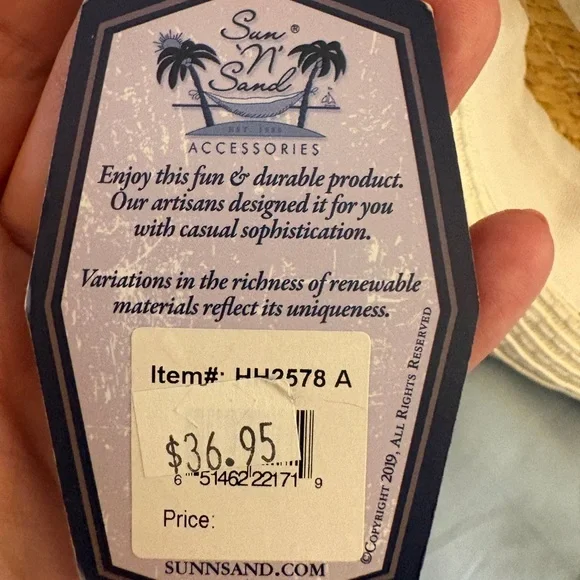 Sun ®
'N'
Sand
ACCESSORIES
Enjoy this fun & durable product.
Our artisans designed it for you
with casual sophistication.
Variations in the richness of renewable
materials reflect its uniqueness.
Item#: HH2578 A
$36.95
6 51462 22171 9
Price:
SUNNSAND.COM
©COPYRIGHT 2019, ALL RIGHTS RESERVED